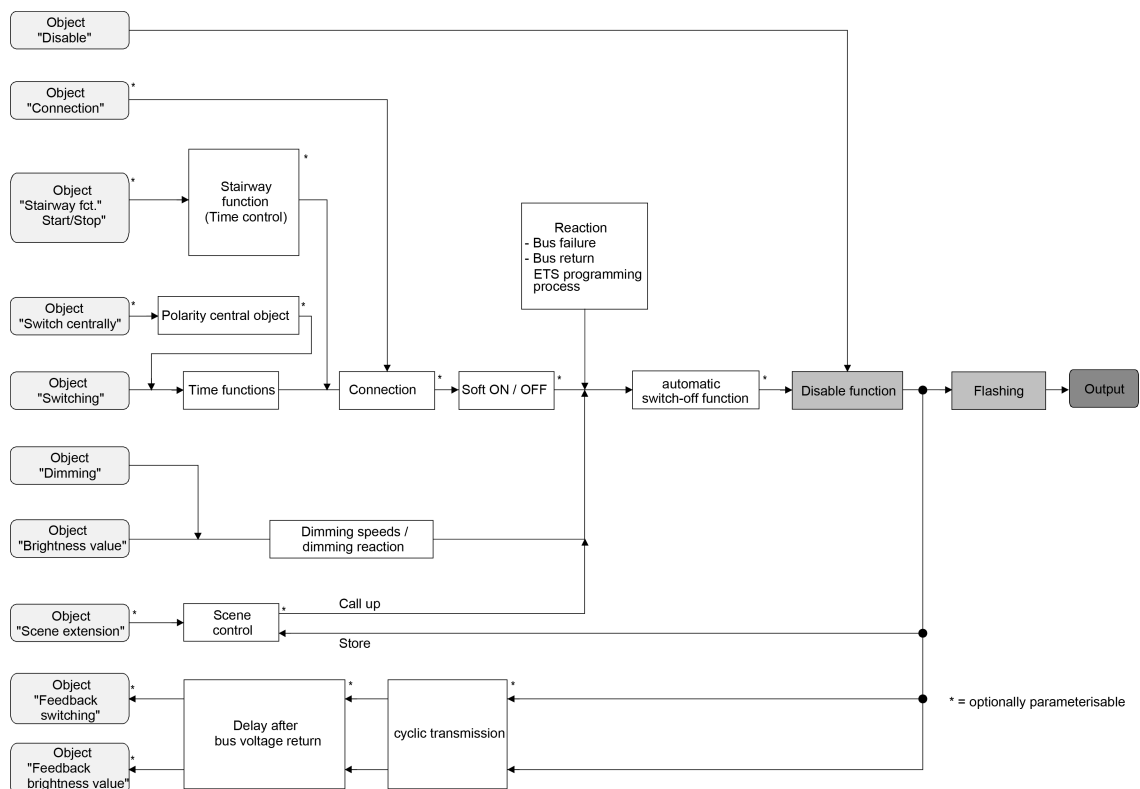 Object
"Disable"
*
Object
"Connection"
*
Object
"Stairway fct."
Start/Stop"
*
Stairway
function
(Time control)
*
Reaction
- Bus failure
- Bus return
ETS programming
process
Object
"Switch centrally"
*
Polarity central object
*
Object
"Switching"
Time functions
Connection
*
Soft ON / OFF
*
automatic
switch-off function
*
Disable function
Flashing
Output
Object
"Dimming"
Object
"Brightness value"
Dimming speeds /
dimming reaction
Object
"Scene extension"
*
Scene
control
*
Call up
Store
Object
"Feedback
switching"
*
Delay after
bus voltage return
*
cyclic transmission
*
* = optionally parameterisable
Object
"Feedback
brightness value"
*